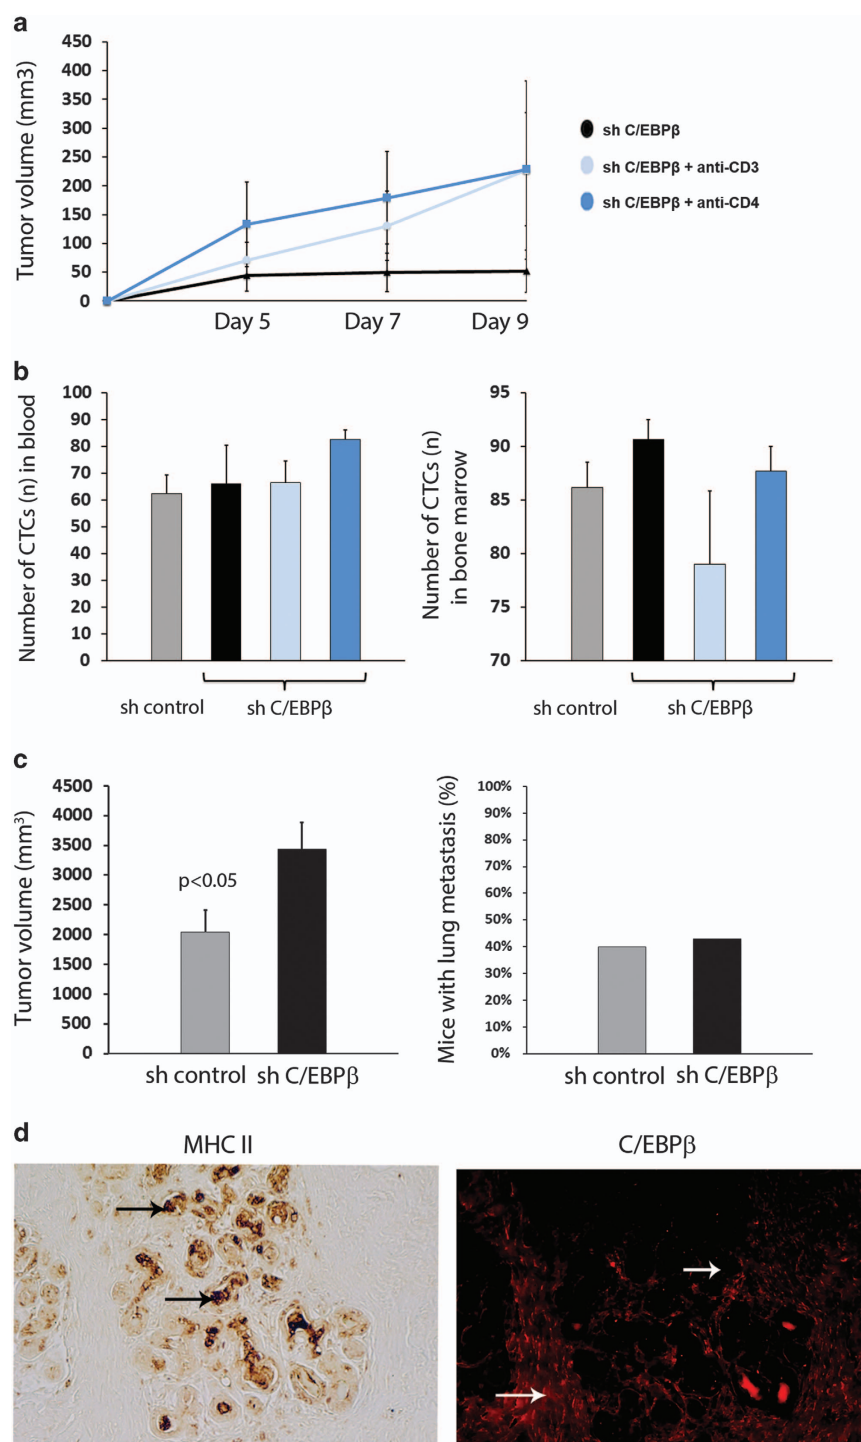 a
Tumor volume (mm3)
450
400
350
300
250
200
150
100
50
0
Day 5
Day 7
Day 9
sh C/EBPβ
sh C/EBPβ + anti-CD3
sh C/EBPβ + anti-CD4
b
Number of CTCs (n) in blood
100
90
80
70
60
50
40
30
20
10
0
sh control
sh C/EBPβ
Number of CTCs (n)
in bone marrow
95
90
85
80
75
70
sh control
sh C/EBPβ
c
Tumor volume (mm³)
4500
4000
3500
3000
2500
2000
1500
1000
500
0
p<0.05
sh control
sh C/EBPβ
Mice with lung metastasis (%)
100%
90%
80%
70%
60%
50%
40%
30%
20%
10%
0%
sh control
sh C/EBPβ
d
MHC II
C/EBPβ